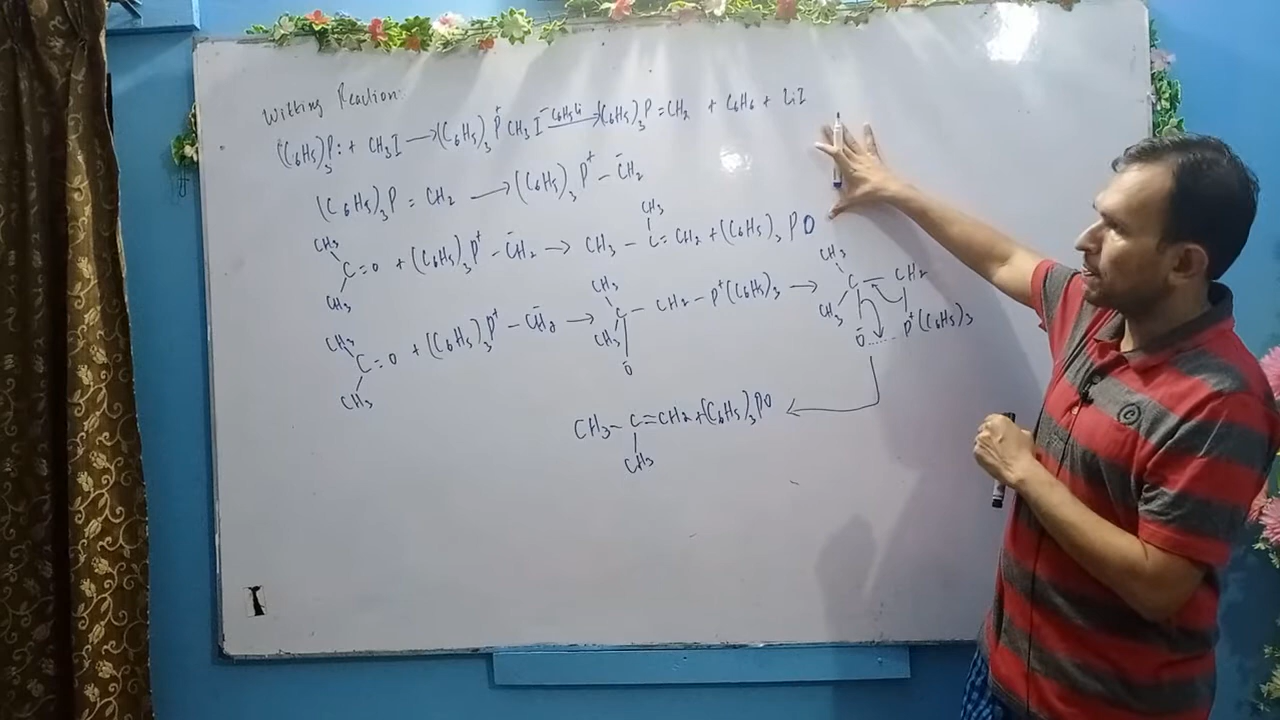 Witting Reaction:
(C6H5)3P: + CH3I → (C6H5)3P⁺CH3I⁻ —C6H5Li→ (C6H5)3P=CH2 + C6H6 + LiI
(C6H5)3P = CH2 → (C6H5)3P⁺ – C̄H2
CH3 CH3
C=O + (C6H5)3P⁺ – C̄H2 → CH3 – C=CH2 + (C6H5)3PO
CH3
CH3 CH3 CH3
C=O + (C6H5)3P⁺ – C̄H2 → C – CH2 – P⁺(C6H5)3 → C – CH2
CH3 CH3 CH3
Ō Ō ..... P⁺(C6H5)3
CH3 – C=CH2 + (C6H5)3PO
CH3